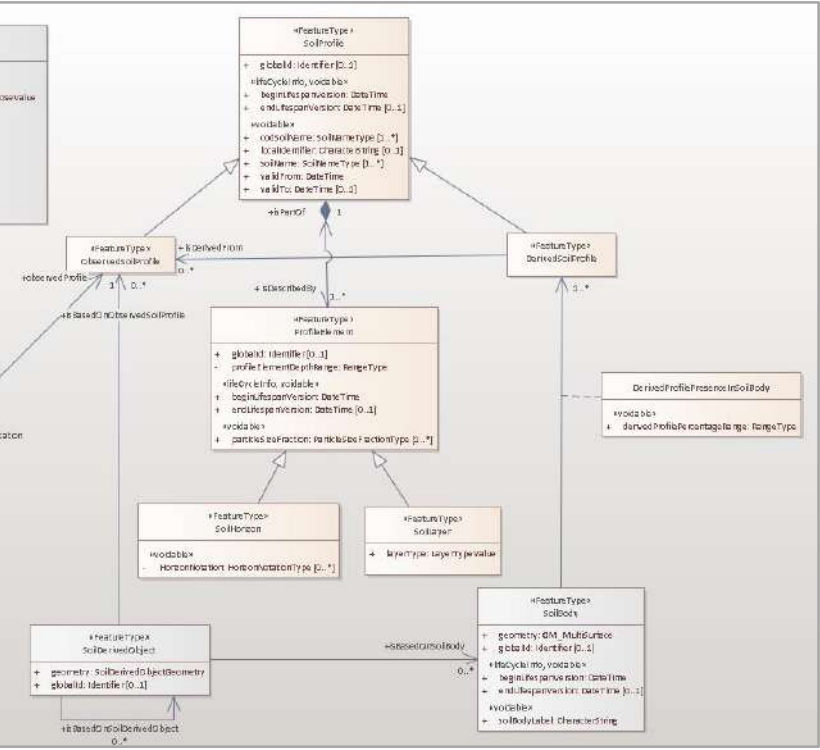 «FeatureType»
SoilProfile
+ globalId: Identifier [0..1]
«lifeCycleInfo, voidable»
+ beginLifespanVersion: DateTime
+ endLifespanVersion: DateTime [0..1]
«voidable»
+ localIdentifier: CharacterString [0..1]
+ soilName: SoilNameType [1..*]
+ validFrom: DateTime
+ validTo: DateTime [0..1]
+isPartOf 1
«FeatureType»
ObservedSoilProfile
+isDerivedFrom
0..*
«FeatureType»
DerivedSoilProfile
+observedProfile
1 0..*
+isBasedOnObservedSoilProfile
+isDescribedBy
1..*
1..*
«FeatureType»
ProfileElement
+ globalId: Identifier [0..1]
- profileElementDepthRange: RangeType
«lifeCycleInfo, voidable»
+ beginLifespanVersion: DateTime
+ endLifespanVersion: DateTime [0..1]
«voidable»
+ particleSizeFraction: ParticleSizeFractionType [1..*]
DerivedProfilePresenceInSoilBody
«voidable»
+ derivedProfilePercentageRange: RangeType
«FeatureType»
SoilHorizon
«voidable»
- HorizonNotation: HorizonNotationType [0..*]
«FeatureType»
SoilLayer
+ layerType: LayerTypeValue
«FeatureType»
SoilDerivedObject
+ geometry: SoilDerivedObjectGeometry
+ globalId: Identifier [0..1]
+isBasedOnSoilDerivedObject
0..*
+isBasedOnSoilBody
0..*
«FeatureType»
SoilBody
+ geometry: GM_MultiSurface
+ globalId: Identifier [0..1]
«lifeCycleInfo, voidable»
+ beginLifespanVersion: DateTime
+ endLifespanVersion: DateTime [0..1]
«voidable»
+ soilBodyLabel: CharacterString